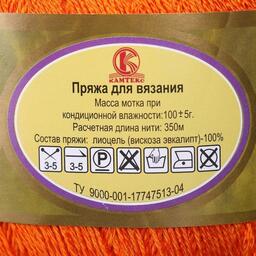 КАМТЕКС
Пряжа для вязания
Масса мотка при
кондиционной влажности:100±5г.
Расчетная длина нити: 350м
Состав пряжи: лиоцель (вискоза эвкалипт)-100%
3-5 3-5
ТУ 9000-001-17747513-04